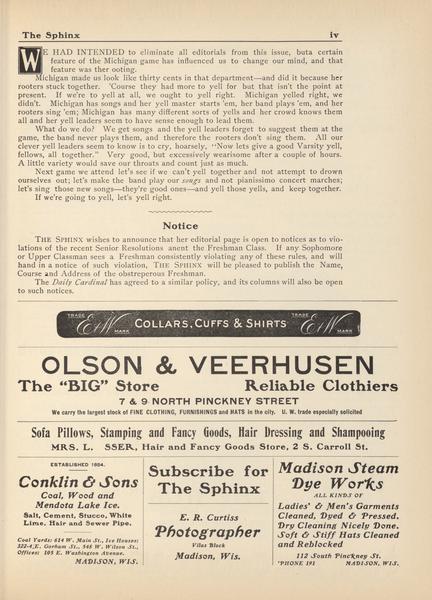 The Sphinx iv
WE HAD INTENDED to eliminate all editorials from this issue, buta certain
feature of the Michigan game has influenced us to change our mind, and that
feature was ther ooting.
Michigan made us look like thirty cents in that department—and did it because her
rooters stuck together. 'Course they had more to yell for but that isn't the point at
present. If we're to yell at all, we ought to yell right. Michigan yelled right, we
didn't. Michigan has songs and her yell master starts 'em, her band plays 'em, and her
rooters sing 'em; Michigan has many different sorts of yells and her crowd knows them
all and her yell leaders seem to have sense enough to lead them.
What do we do? We get songs and the yell leaders forget to suggest them at the
game, the band never plays them, and therefore the rooters don't sing them. All our
clever yell leaders seem to know is to cry, hoarsely, "Now lets give a good Varsity yell,
fellows, all together." Very good, but excessively wearisome after a couple of hours.
A little variety would save our throats and count just as much.
Next game we attend let's see if we can't yell together and not attempt to drown
ourselves out; let's make the band play our songs and not pianissimo concert marches;
let's sing those new songs—they're good ones—and yell those yells, and keep together.
If we're going to yell, let's yell right.
Notice
THE SPHINX wishes to announce that her editorial page is open to notices as to vio-
lations of the recent Senior Resolutions anent the Freshman Class. If any Sophomore
or Upper Classman sees a Freshman consistently violating any of these rules, and will
hand in a notice of such violation, THE SPHINX will be pleased to publish the Name,
Course and Address of the obstreperous Freshman.
The Daily Cardinal has agreed to a similar policy, and its columns will also be open
to such notices.
TRADE E & W MARK COLLARS, CUFFS & SHIRTS TRADE E & W MARK
OLSON & VEERHUSEN
The "BIG" Store Reliable Clothiers
7 & 9 NORTH PINCKNEY STREET
We carry the largest stock of FINE CLOTHING, FURNISHINGS and HATS in the city. U. W. trade especially solicited
Sofa Pillows, Stamping and Fancy Goods, Hair Dressing and Shampooing
MRS. L. SSER, Hair and Fancy Goods Store, 2 S. Carroll St.
ESTABLISHED 1854.
Conklin & Sons
Coal, Wood and
Mendota Lake Ice.
Salt, Cement, Stucco, White
Lime, Hair and Sewer Pipe.
Coal Yards: 614 W. Main St., Ice Houses:
322-4 E. Gorham St., 548 W. Wilson St.,
Offices: 105 E. Washington Avenue.
MADISON, WIS.
Subscribe for
The Sphinx
E. R. Curtiss
Photographer
Vilas Block
Madison, Wis.
Madison Steam
Dye Works
ALL KINDS OF
Ladies' & Men's Garments
Cleaned, Dyed & Pressed.
Dry Cleaning Nicely Done.
Soft & Stiff Hats Cleaned
and Reblocked
112 South Pinckney St.
'PHONE 191 MADISON, WIS.